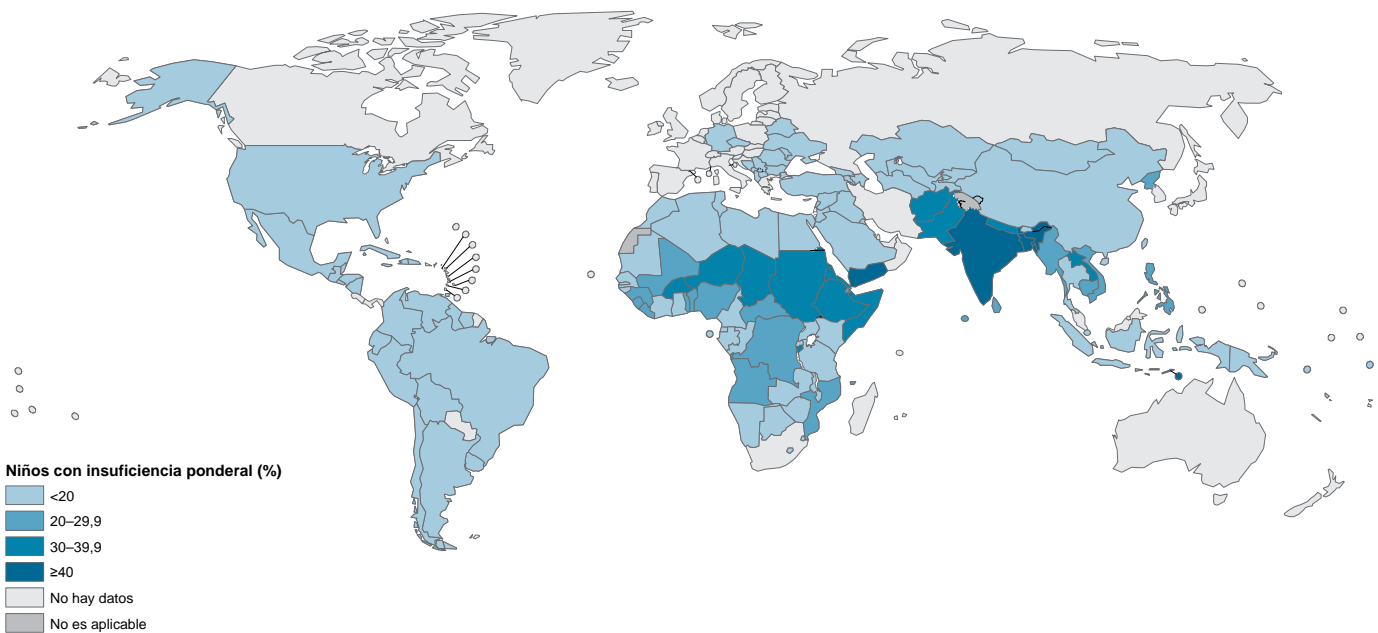 Niños con insuficiencia ponderal (%)
<20
20–29,9
30–39,9
≥40
No hay datos
No es aplicable